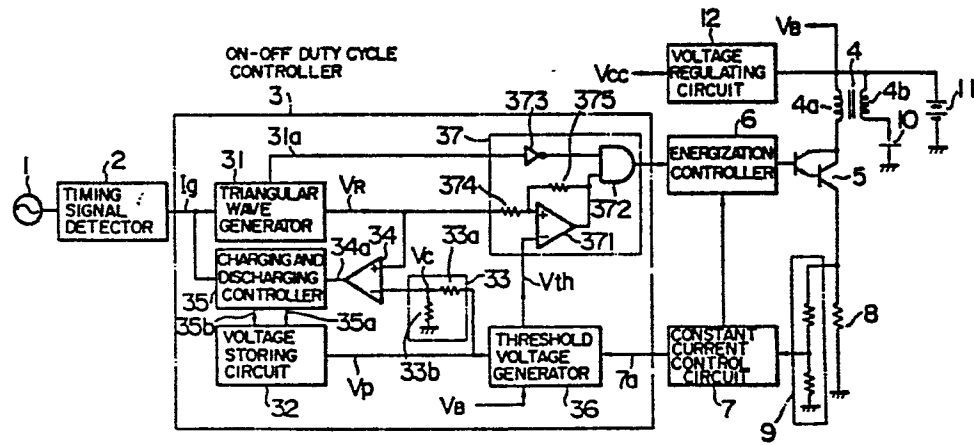 12
VB
4
VOLTAGE
REGULATING
CIRCUIT
Vcc
4a
4b
11
10
ON-OFF DUTY CYCLE
CONTROLLER
3
373
375
37
6
31a
1
2
TIMING
SIGNAL
DETECTOR
Ig
31
TRIANGULAR
WAVE
GENERATOR
VR
374
372
371
ENERGIZATION
CONTROLLER
5
34a
34
33a
Vc
33
CHARGING AND
DISCHARGING
CONTROLLER
35
35b
35a
33b
Vth
VOLTAGE
STORING
CIRCUIT
32
Vp
THRESHOLD
VOLTAGE
GENERATOR
VB
36
7a
CONSTANT
CURRENT
CONTROL
CIRCUIT
7
8
9